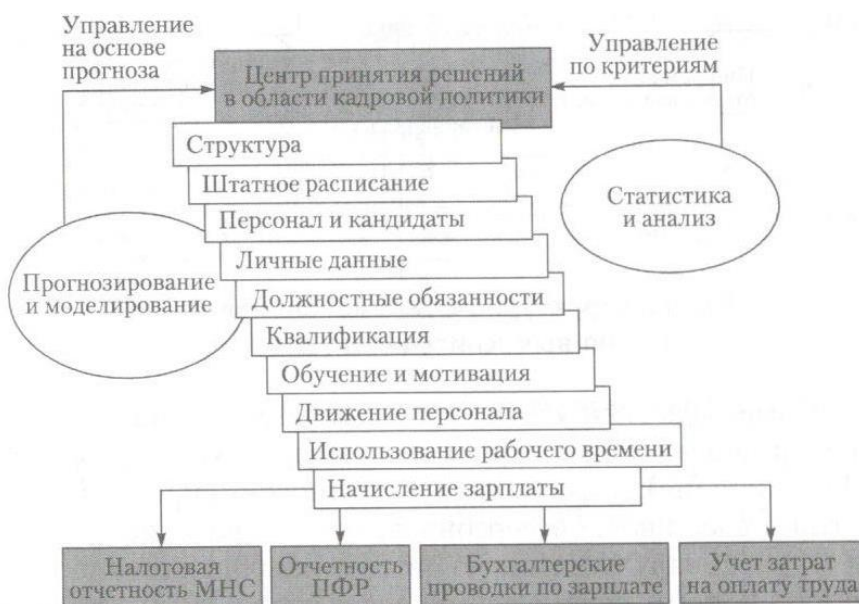 Управление
на основе
прогноза
Управление
по критериям
Центр принятия решений
в области кадровой политики
Структура
Штатное расписание
Персонал и кандидаты
Личные данные
Должностные обязанности
Квалификация
Обучение и мотивация
Движение персонала
Использование рабочего времени
Начисление зарплаты
Прогнозирование
и моделирование
Статистика
и анализ
Налоговая
отчетность МНС
Отчетность
ПФР
Бухгалтерские
проводки по зарплате
Учет затрат
на оплату труда